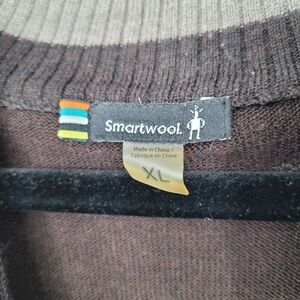 Smartwool.
Made in China /
Fabriqué en Chine
XL